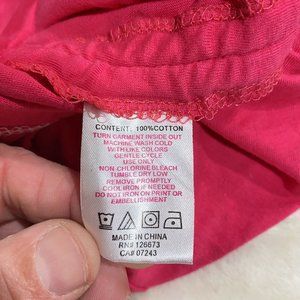 CONTENT: 100%COTTON
TURN GARMENT INSIDE OUT
MACHINE WASH COLD
WITH LIKE COLORS
GENTLE CYCLE
USE ONLY
NON-CHLORINE BLEACH
TUMBLE DRY LOW
REMOVE PROMPTLY
COOL IRON IF NEEDED
DO NOT IRON ON PRINT OR
EMBELLISHMENT
MADE IN CHINA
RN# 126673
CA# 07243